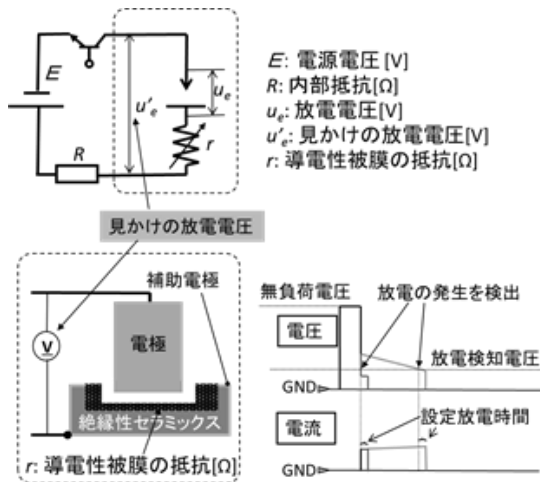 E
R
u'e
ue
r
E: 電源電圧 [V]
R: 内部抵抗[Ω]
ue: 放電電圧[V]
u'e: 見かけの放電電圧[V]
r: 導電性被膜の抵抗[Ω]
見かけの放電電圧
補助電極
V
電極
絶縁性セラミックス
r: 導電性被膜の抵抗[Ω]
無負荷電圧
放電の発生を検出
電圧
放電検知電圧
GND
電流
設定放電時間
GND